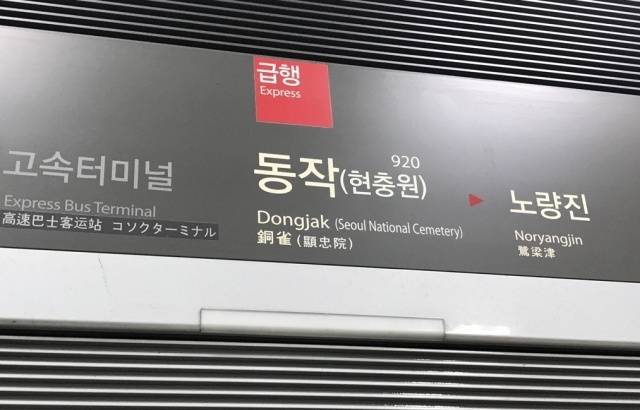 급행
Express
고속터미널
Express Bus Terminal
高速巴士客运站 コソクターミナル
920
동작(현충원)
Dongjak (Seoul National Cemetery)
銅雀 (顯忠院)
노량진
Noryangjin
鷺梁津